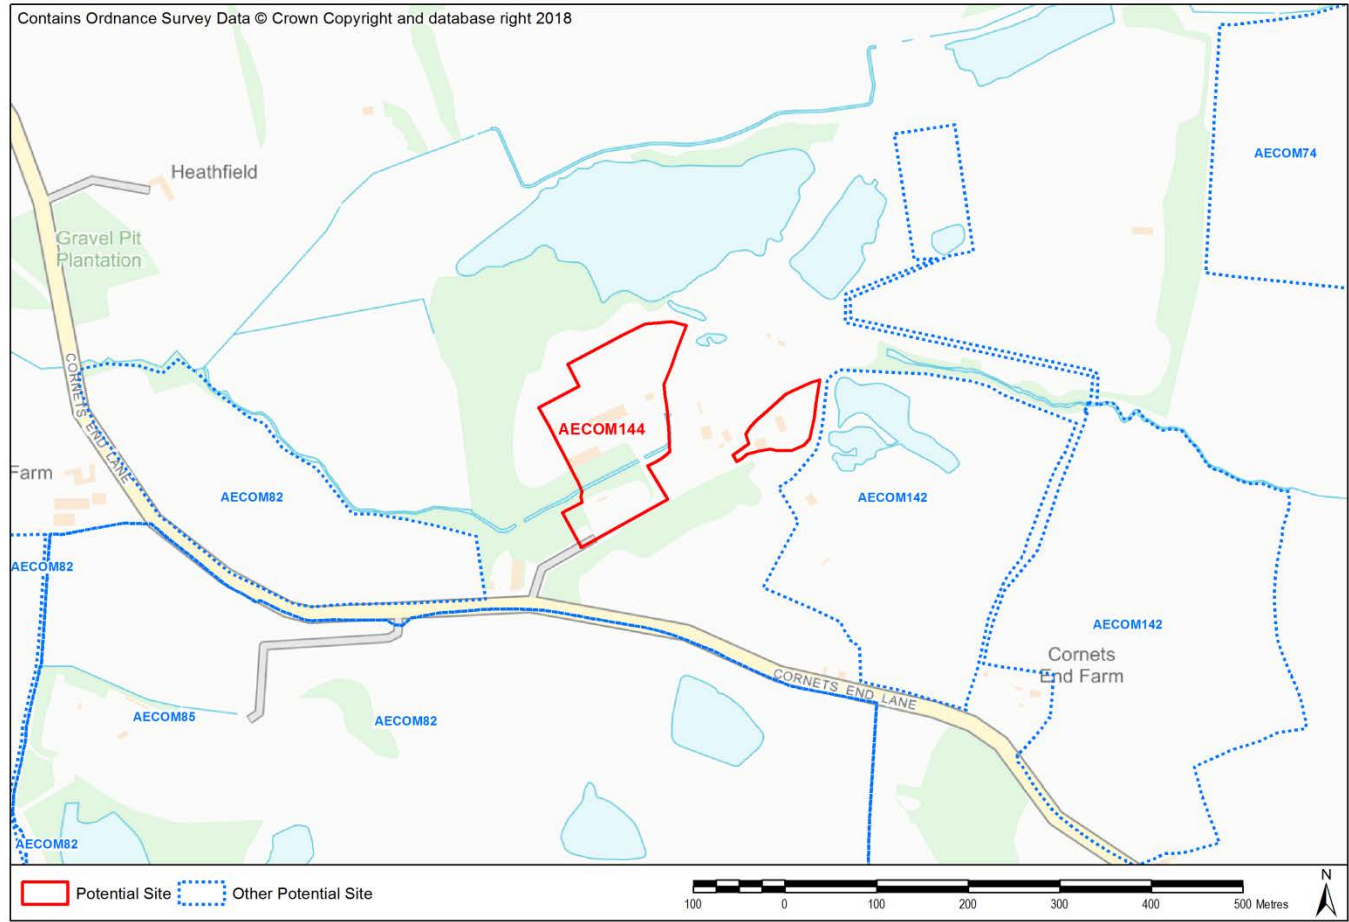 Contains Ordnance Survey Data © Crown Copyright and database right 2018
AECOM74
Heathfield
Gravel Pit
Plantation
CORNETS END LANE
AECOM144
Farm
AECOM82
AECOM142
AECOM82
AECOM142
Cornets
End Farm
CORNETS END LANE
AECOM85
AECOM82
AECOM82
Potential Site
Other Potential Site
N
100 0 100 200 300 400 500 Metres